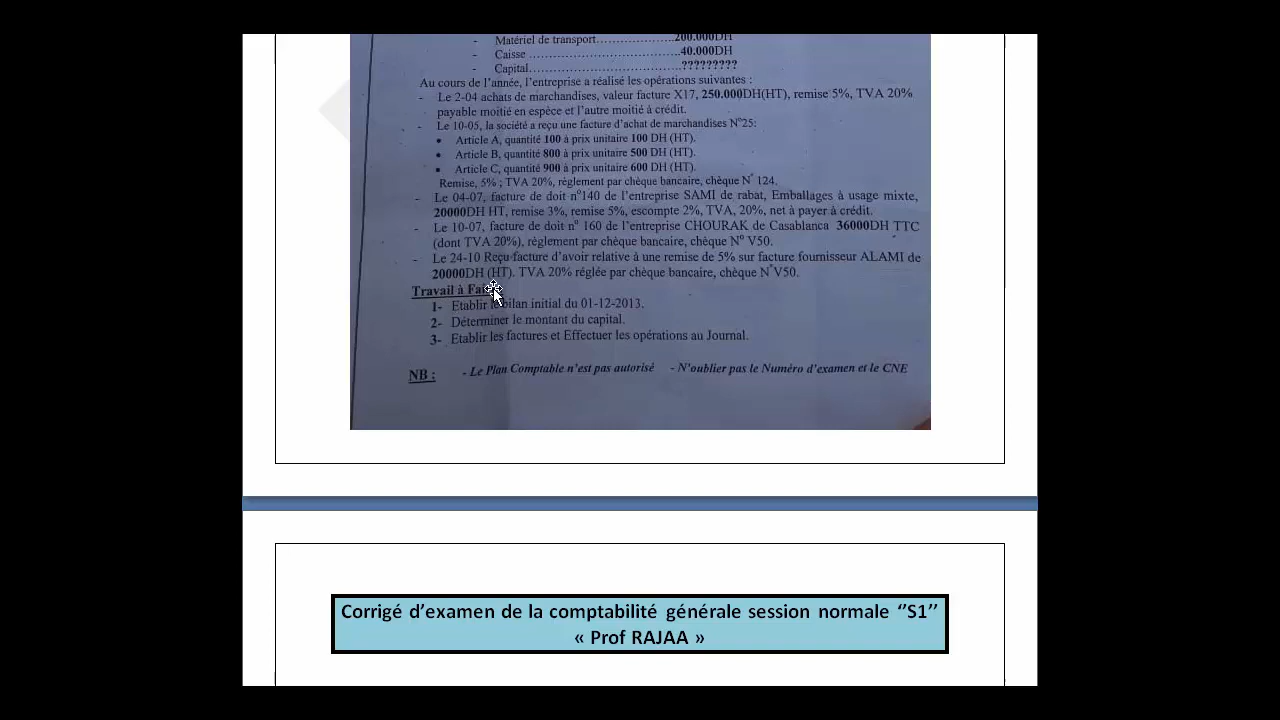 - Matériel de transport........................200.000DH
- Caisse ..........................................40.000DH
- Capital..........................................?????????
Au cours de l'année, l'entreprise a réalisé les opérations suivantes :
- Le 2-04 achats de marchandises, valeur facture X17, 250.000DH(HT), remise 5%, TVA 20%
payable moitié en espèce et l'autre moitié à crédit.
- Le 10-05, la société a reçu une facture d'achat de marchandises N°25:
• Article A, quantité 100 à prix unitaire 100 DH (HT).
• Article B, quantité 800 à prix unitaire 500 DH (HT).
• Article C, quantité 900 à prix unitaire 600 DH (HT).
Remise, 5% ; TVA 20%, règlement par chèque bancaire, chèque N° 124.
- Le 04-07, facture de doit n°140 de l'entreprise SAMI de rabat, Emballages à usage mixte,
20000DH HT, remise 3%, remise 5%, escompte 2%, TVA, 20%, net à payer à crédit.
- Le 10-07, facture de doit n° 160 de l'entreprise CHOURAK de Casablanca 36000DH TTC
(dont TVA 20%), règlement par chèque bancaire, chèque N° V50.
- Le 24-10 Reçu facture d'avoir relative à une remise de 5% sur facture fournisseur ALAMI de
20000DH (HT). TVA 20% réglée par chèque bancaire, chèque N°V50.
Travail à
1- Etablir le bilan initial du 01-12-2013.
2- Déterminer le montant du capital.
3- Etablir les factures et Effectuer les opérations au Journal.
NB : - Le Plan Comptable n'est pas autorisé - N'oublier pas le Numéro d'examen et le CNE
Corrigé d'examen de la comptabilité générale session normale ‘’S1’’
« Prof RAJAA »